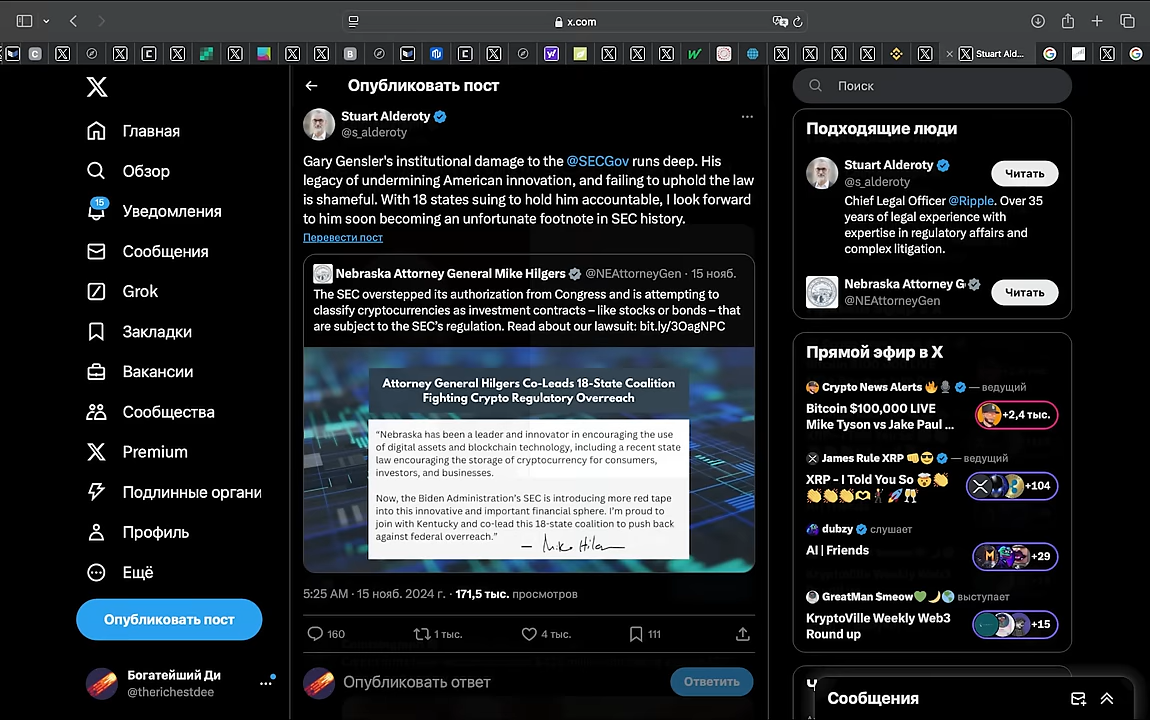 x.com
Stuart Ald...
Главная
Обзор
15
Уведомления
Сообщения
Grok
Закладки
Вакансии
Сообщества
Premium
Подлинные органи
Профиль
Ещё
Опубликовать пост
Богатейший Ди
@therichestdee
Опубликовать пост
Stuart Alderoty
@s_alderoty
Gary Gensler's institutional damage to the @SECGov runs deep. His
legacy of undermining American innovation, and failing to uphold the law
is shameful. With 18 states suing to hold him accountable, I look forward
to him soon becoming an unfortunate footnote in SEC history.
Перевести пост
Nebraska Attorney General Mike Hilgers @NEAttorneyGen · 15 нояб.
The SEC overstepped its authorization from Congress and is attempting to
classify cryptocurrencies as investment contracts – like stocks or bonds – that
are subject to the SEC's regulation. Read about our lawsuit: bit.ly/3OagNPC
Attorney General Hilgers Co-Leads 18-State Coalition
Fighting Crypto Regulatory Overreach
“Nebraska has been a leader and innovator in encouraging the use
of digital assets and blockchain technology, including a recent state
law encouraging the storage of cryptocurrency for consumers,
investors, and businesses.
Now, the Biden Administration's SEC is introducing more red tape
into this innovative and important financial sphere. I'm proud to
join with Kentucky and co-lead this 18-state coalition to push back
against federal overreach.”
5:25 AM · 15 нояб. 2024 г. · 171,5 тыс. просмотров
160
1 тыс.
4 тыс.
111
Опубликовать ответ
Ответить
Поиск
Подходящие люди
Stuart Alderoty
@s_alderoty
Читать
Chief Legal Officer @Ripple. Over 35
years of legal experience with
expertise in regulatory affairs and
complex litigation.
Nebraska Attorney G
@NEAttorneyGen
Читать
Прямой эфир в X
Crypto News Alerts 🔥🎙 — ведущий
Bitcoin $100,000 LIVE
Mike Tyson vs Jake Paul ...
+2,4 тыс.
James Rule XRP 👊😎 — ведущий
XRP - I Told You So 🤯👏
+104
dubzy слушает
AI | Friends
+29
GreatMan $meow💚🌙🌎 выступает
KryptoVille Weekly Web3
Round up
+15
Сообщения